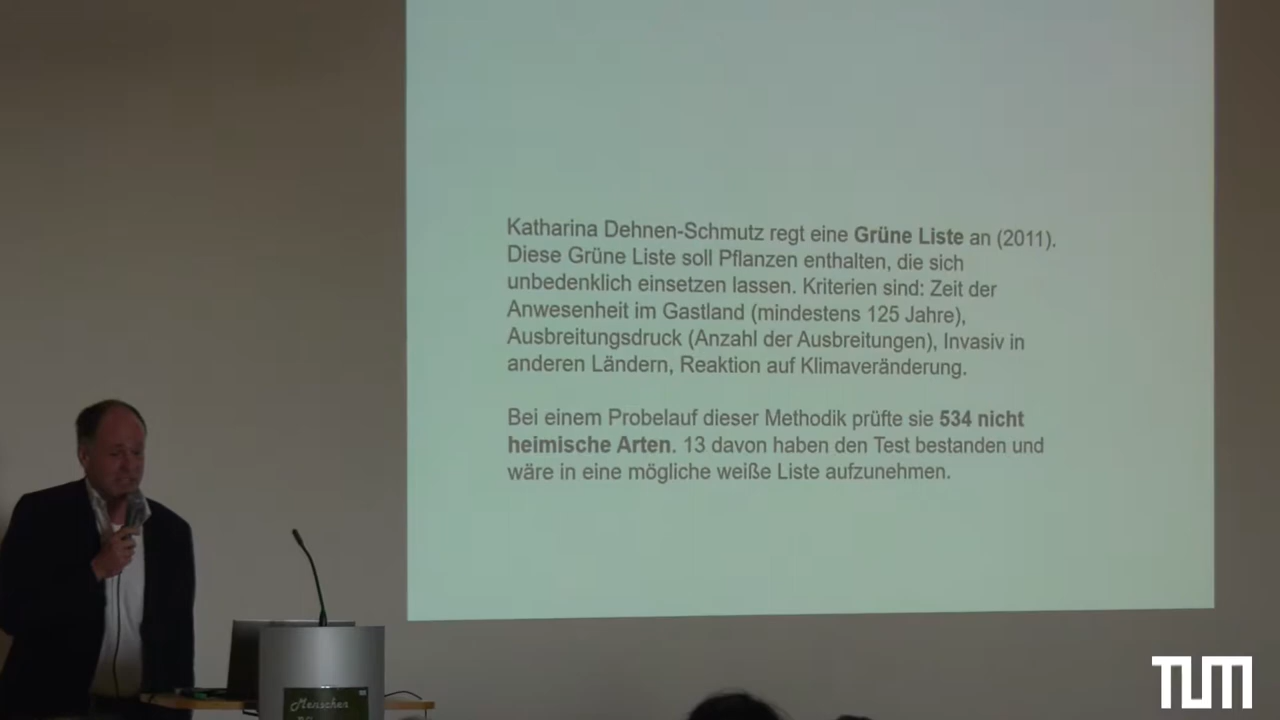 Katharina Dehnen-Schmutz regt eine Grüne Liste an (2011).
Diese Grüne Liste soll Pflanzen enthalten, die sich
unbedenklich einsetzen lassen. Kriterien sind: Zeit der
Anwesenheit im Gastland (mindestens 125 Jahre),
Ausbreitungsdruck (Anzahl der Ausbreitungen), Invasiv in
anderen Ländern, Reaktion auf Klimaveränderung.
Bei einem Probelauf dieser Methodik prüfte sie 534 nicht
heimische Arten. 13 davon haben den Test bestanden und
wäre in eine mögliche weiße Liste aufzunehmen.
Menschen
TUM